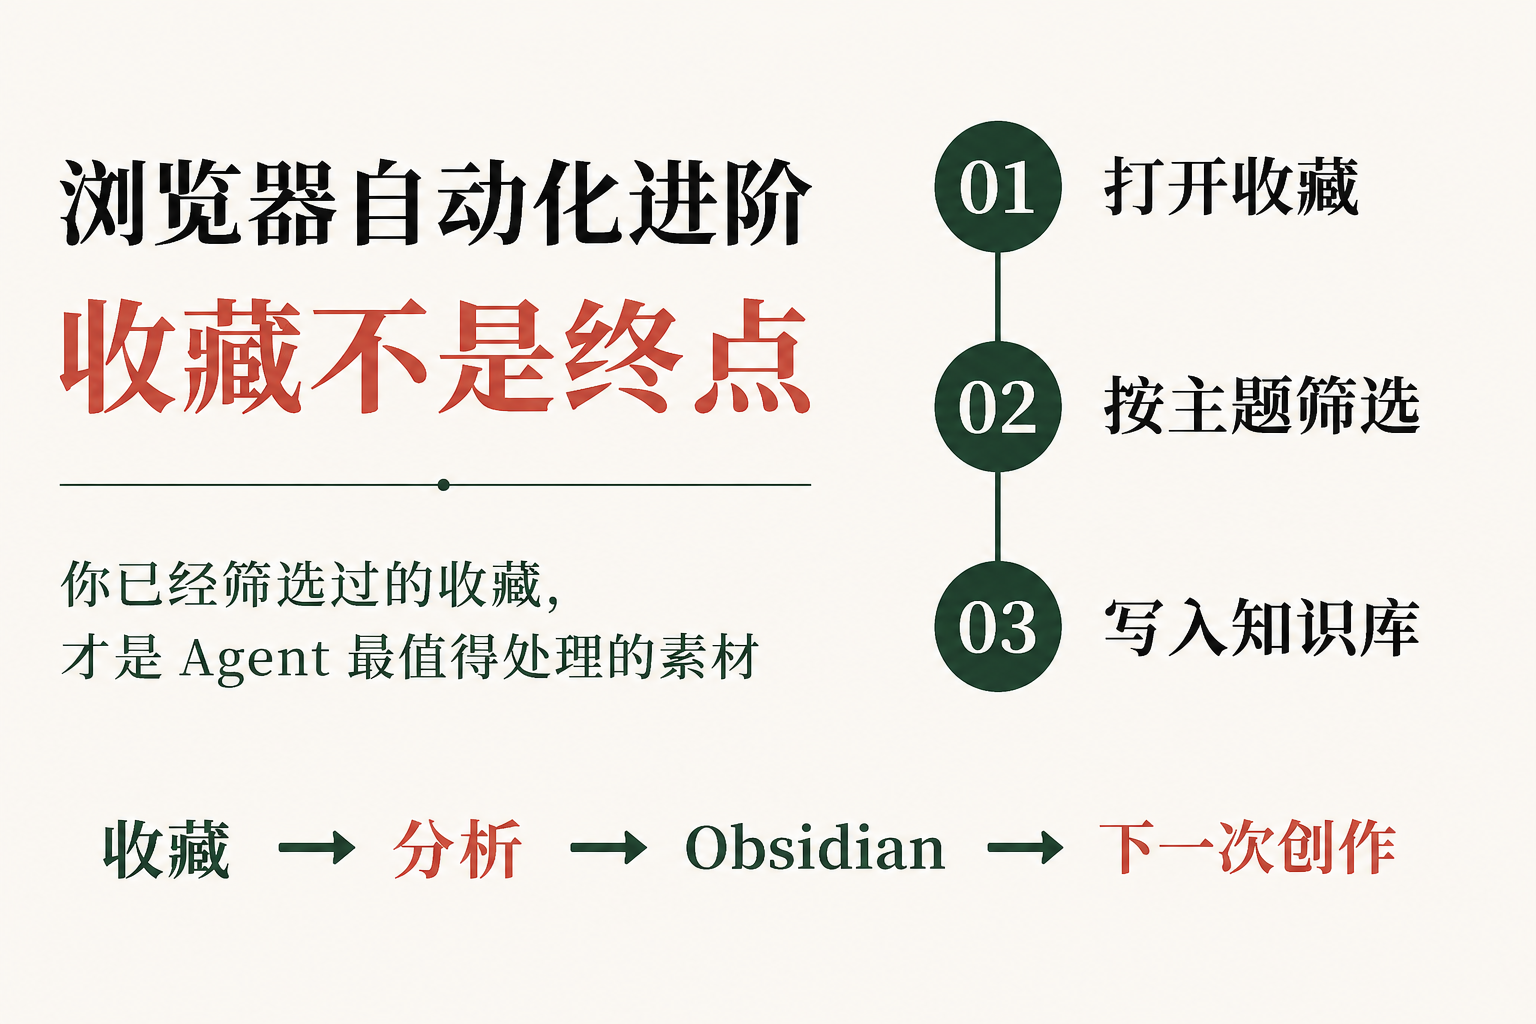 浏览器自动化进阶
收藏不是终点
你已经筛选过的收藏，
才是 Agent 最值得处理的素材
01 打开收藏
02 按主题筛选
03 写入知识库
收藏 → 分析 → Obsidian → 下一次创作